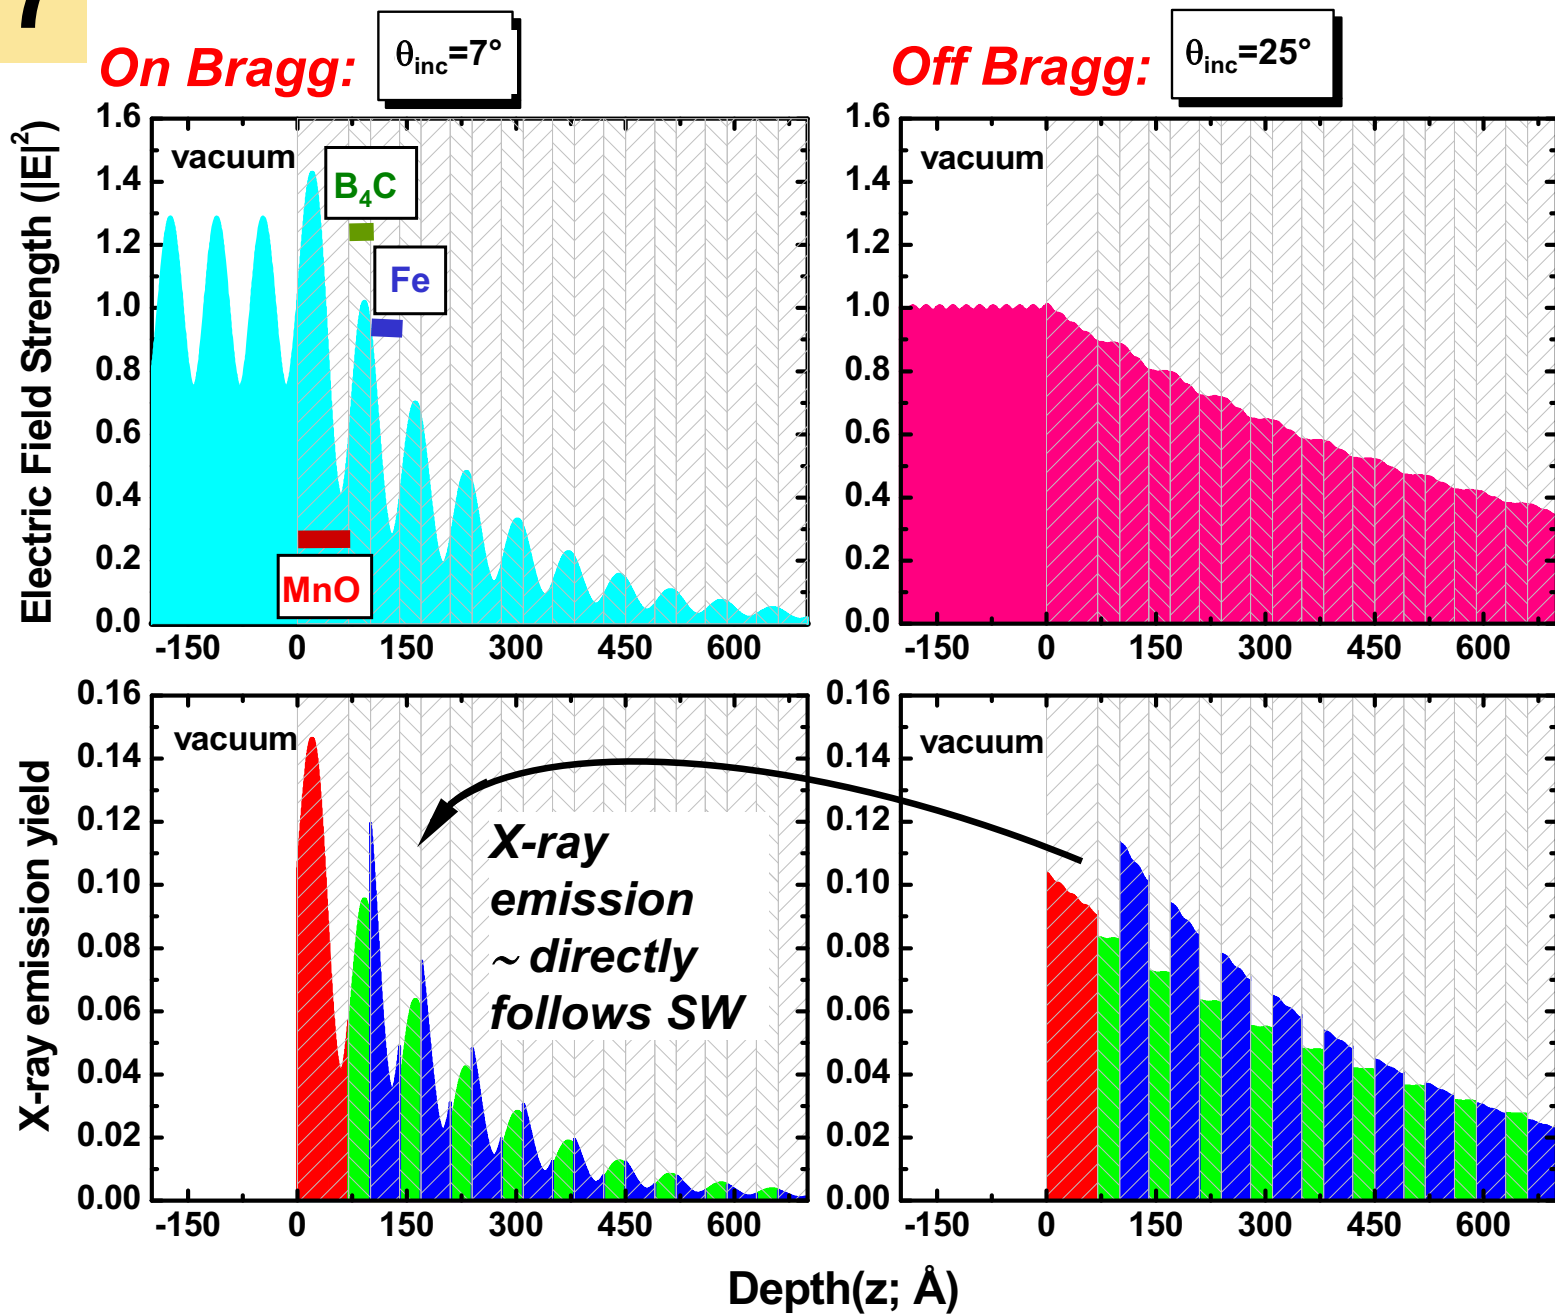 7
On Bragg:
θinc=7°
Off Bragg:
θinc=25°
Electric Field Strength (|E|²)
1.6
1.4
1.2
1.0
0.8
0.6
0.4
0.2
0.0
vacuum
B₄C
Fe
MnO
-150 0 150 300 450 600
1.6
1.4
1.2
1.0
0.8
0.6
0.4
0.2
0.0
vacuum
-150 0 150 300 450 600
X-ray emission yield
0.16
0.14
0.12
0.10
0.08
0.06
0.04
0.02
0.00
vacuum
X-ray
emission
~ directly
follows SW
-150 0 150 300 450 600
0.16
0.14
0.12
0.10
0.08
0.06
0.04
0.02
0.00
vacuum
-150 0 150 300 450 600
Depth(z; Å)